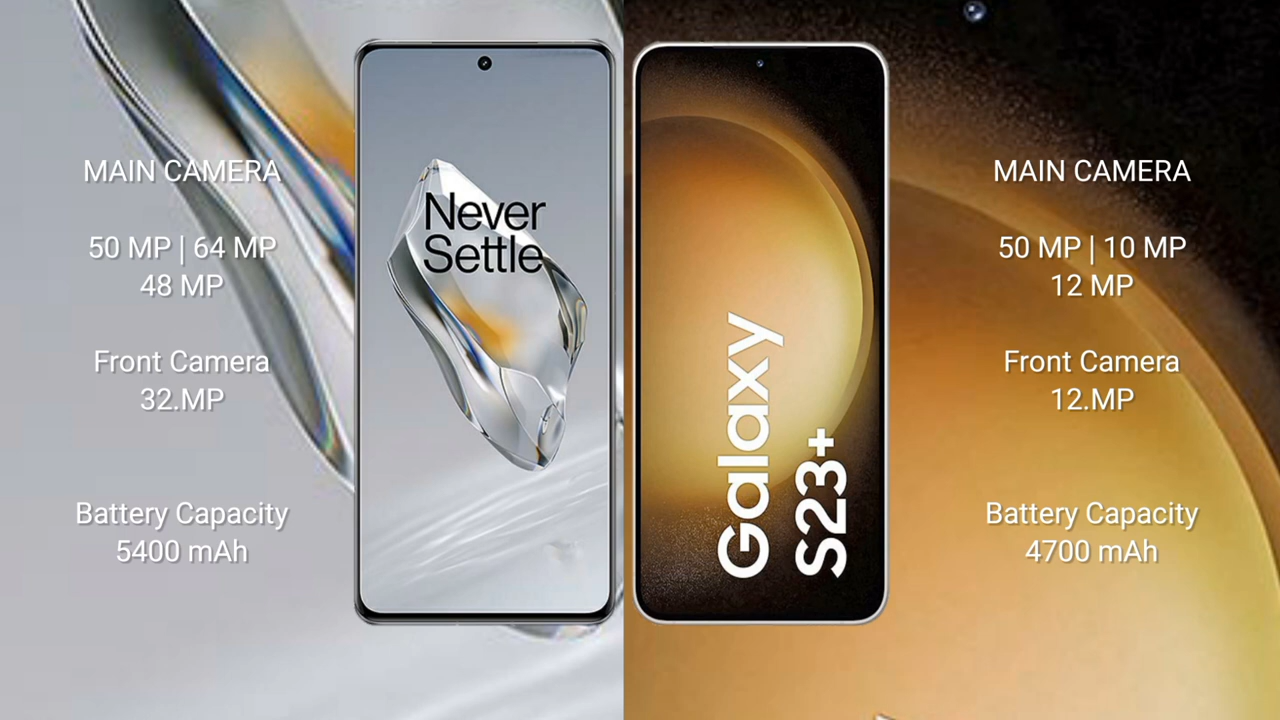 MAIN CAMERA
50 MP | 64 MP
48 MP
Front Camera
32.MP
Battery Capacity
5400 mAh
Never
Settle
Galaxy
S23+
MAIN CAMERA
50 MP | 10 MP
12 MP
Front Camera
12.MP
Battery Capacity
4700 mAh